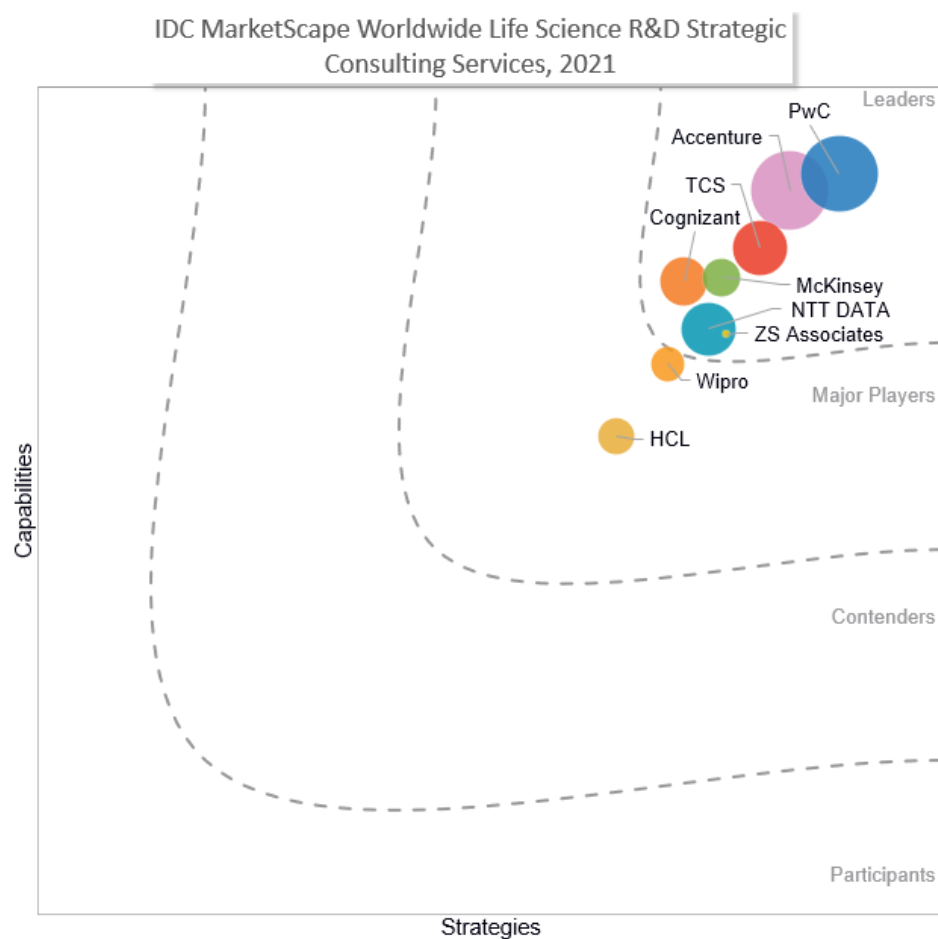 IDC MarketScape Worldwide Life Science R&D Strategic
Consulting Services, 2021
Leaders
PwC
Accenture
TCS
Cognizant
McKinsey
NTT DATA
ZS Associates
Wipro
Major Players
HCL
Capabilities
Contenders
Participants
Strategies